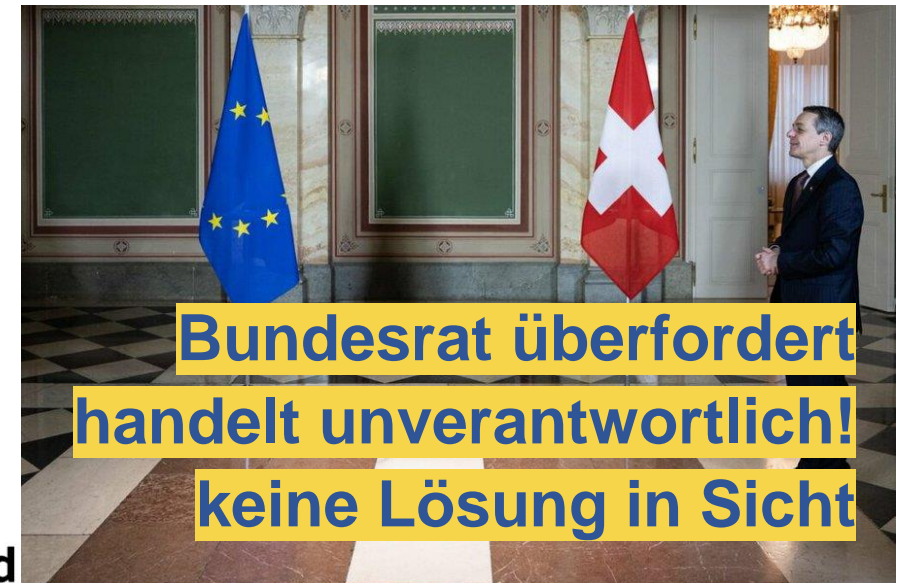 Bundesrat überfordert
handelt unverantwortlich!
keine Lösung in Sicht
d